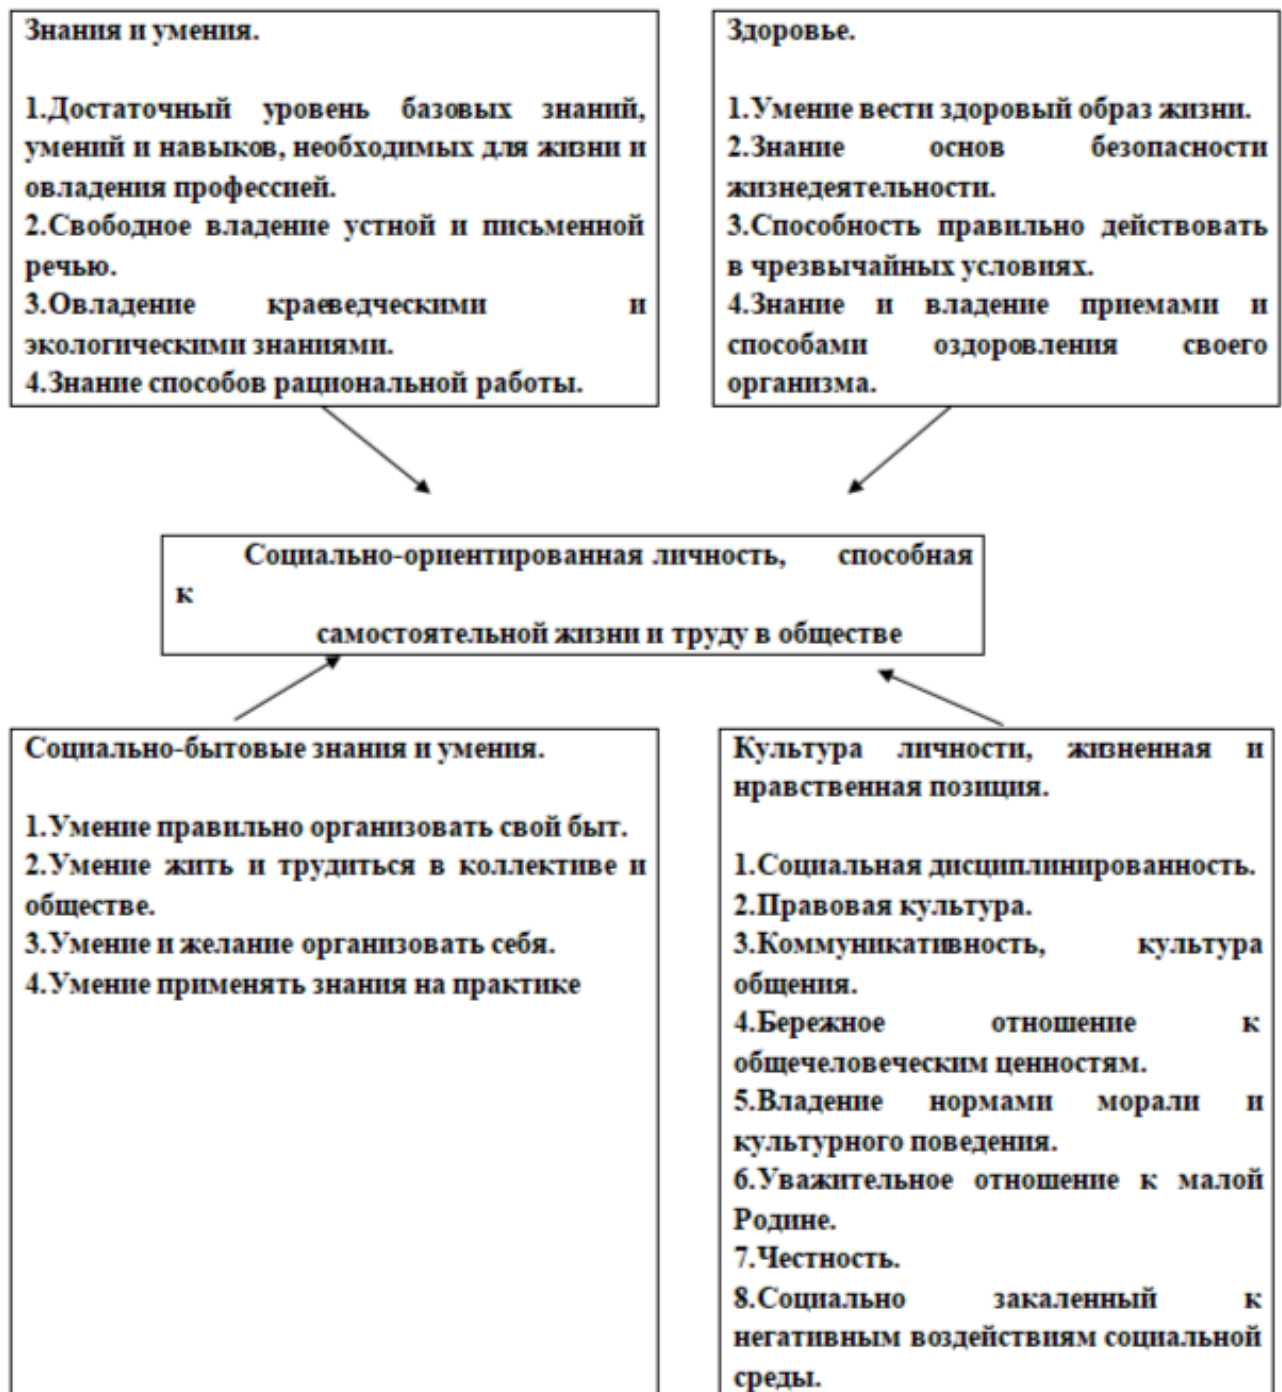 Знания и умения.
1.Достаточный уровень базовых знаний,
умений и навыков, необходимых для жизни и
овладения профессией.
2.Свободное владение устной и письменной
речью.
3.Овладение краеведческими и
экологическими знаниями.
4.Знание способов рациональной работы.
Здоровье.
1.Умение вести здоровый образ жизни.
2.Знание основ безопасности
жизнедеятельности.
3.Способность правильно действовать
в чрезвычайных условиях.
4.Знание и владение приемами и
способами оздоровления своего
организма.
Социально-ориентированная личность, способная
к
самостоятельной жизни и труду в обществе
Социально-бытовые знания и умения.
1.Умение правильно организовать свой быт.
2.Умение жить и трудиться в коллективе и
обществе.
3.Умение и желание организовать себя.
4.Умение применять знания на практике
Культура личности, жизненная и
нравственная позиция.
1.Социальная дисциплинированность.
2.Правовая культура.
3.Коммуникативность, культура
общения.
4.Бережное отношение к
общечеловеческим ценностям.
5.Владение нормами морали и
культурного поведения.
6.Уважительное отношение к малой
Родине.
7.Честность.
8.Социально закаленный к
негативным воздействиям социальной
среды.